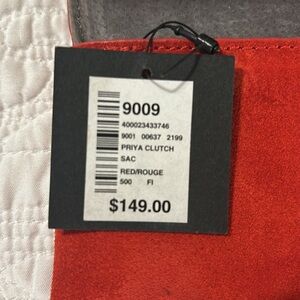 9009
400023433746
9001 00637 2199
PRIYA CLUTCH
SAC
RED/ROUGE
500 FI
$149.00